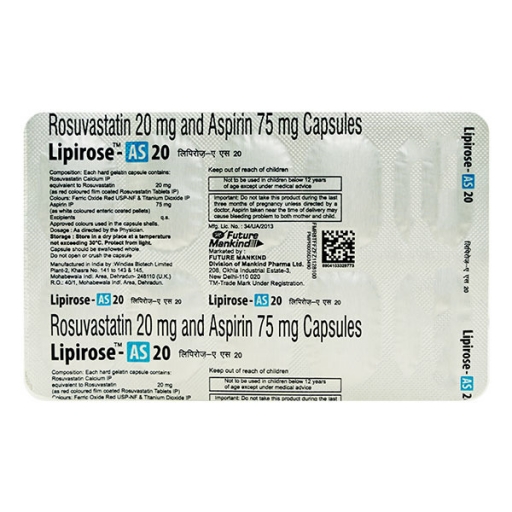 Rosuvastatin 20 mg and Aspirin 75 mg Capsules
Lipirose™-AS 20 लिपिरोज़-ए एस 20
Composition: Each hard gelatin capsule contains:
Rosuvastatin Calcium IP
equivalent to Rosuvastatin 20 mg
(as red coloured film coated Rosuvastatin Tablets IP)
Colours: Ferric Oxide Red USP-NF & Titanium Dioxide IP
Aspirin IP 75 mg
(as white coloured enteric coated pellets)
Excipients q.s.
Approved colours used in the capsule shells.
Dosage : As directed by the Physician
Storage : Store in a dry place at a temperature
not exceeding 30°C, Protect from light.
Capsule should be swallowed whole.
Do not open or crush the capsule
Manufactured in India by :Windlas Biotech Limited
Plant-2, Khasra No. 141 to 143 & 145,
Mohabewala Ind. Area, Dehradun- 248110 (U.K.)
R.O.: 40/1, Mohabewala Ind. Area, Dehradun.
Keep out of reach of children
Not to be used in children below 12 years
of age except under medical advice
Important: Do not take this product during the last
three months of pregnancy unless directed by a
doctor. Aspirin taken near the time of delivery may
cause bleeding problem to both mother and child.
Mfg. Lic. No. : 34/UA/2013
Future
Mankind
Marketed by :
FUTURE MANKIND
Division of Mankind Pharma Ltd.
206, Okhla Industrial Estate-3,
New Delhi-110 020
TM-Trade Mark Under Registration.
Lipirose-AS 20 लिपिरोज़-ए एस 20
Lipirose-AS 20 लिपिरोज़-ए एस 20
Rosuvastatin 20 mg and Aspirin 75 mg Capsules
Lipirose™-AS 20 लिपिरोज़-ए एस 20
Composition: Each hard gelatin capsule contains:
Rosuvastatin Calcium IP
equivalent to Rosuvastatin 20 mg
(as red coloured film coated Rosuvastatin Tablets IP)
Colours: Ferric Oxide Red USP-NF & Titanium Dioxide IP
Keep out of reach of children
Not to be used in children below 12 years
of age except under medical advice
Important: Do not take this product during the last
Lipirose-AS 20
लिपिरोज़-ए एस 20
Lipirose-AS 2